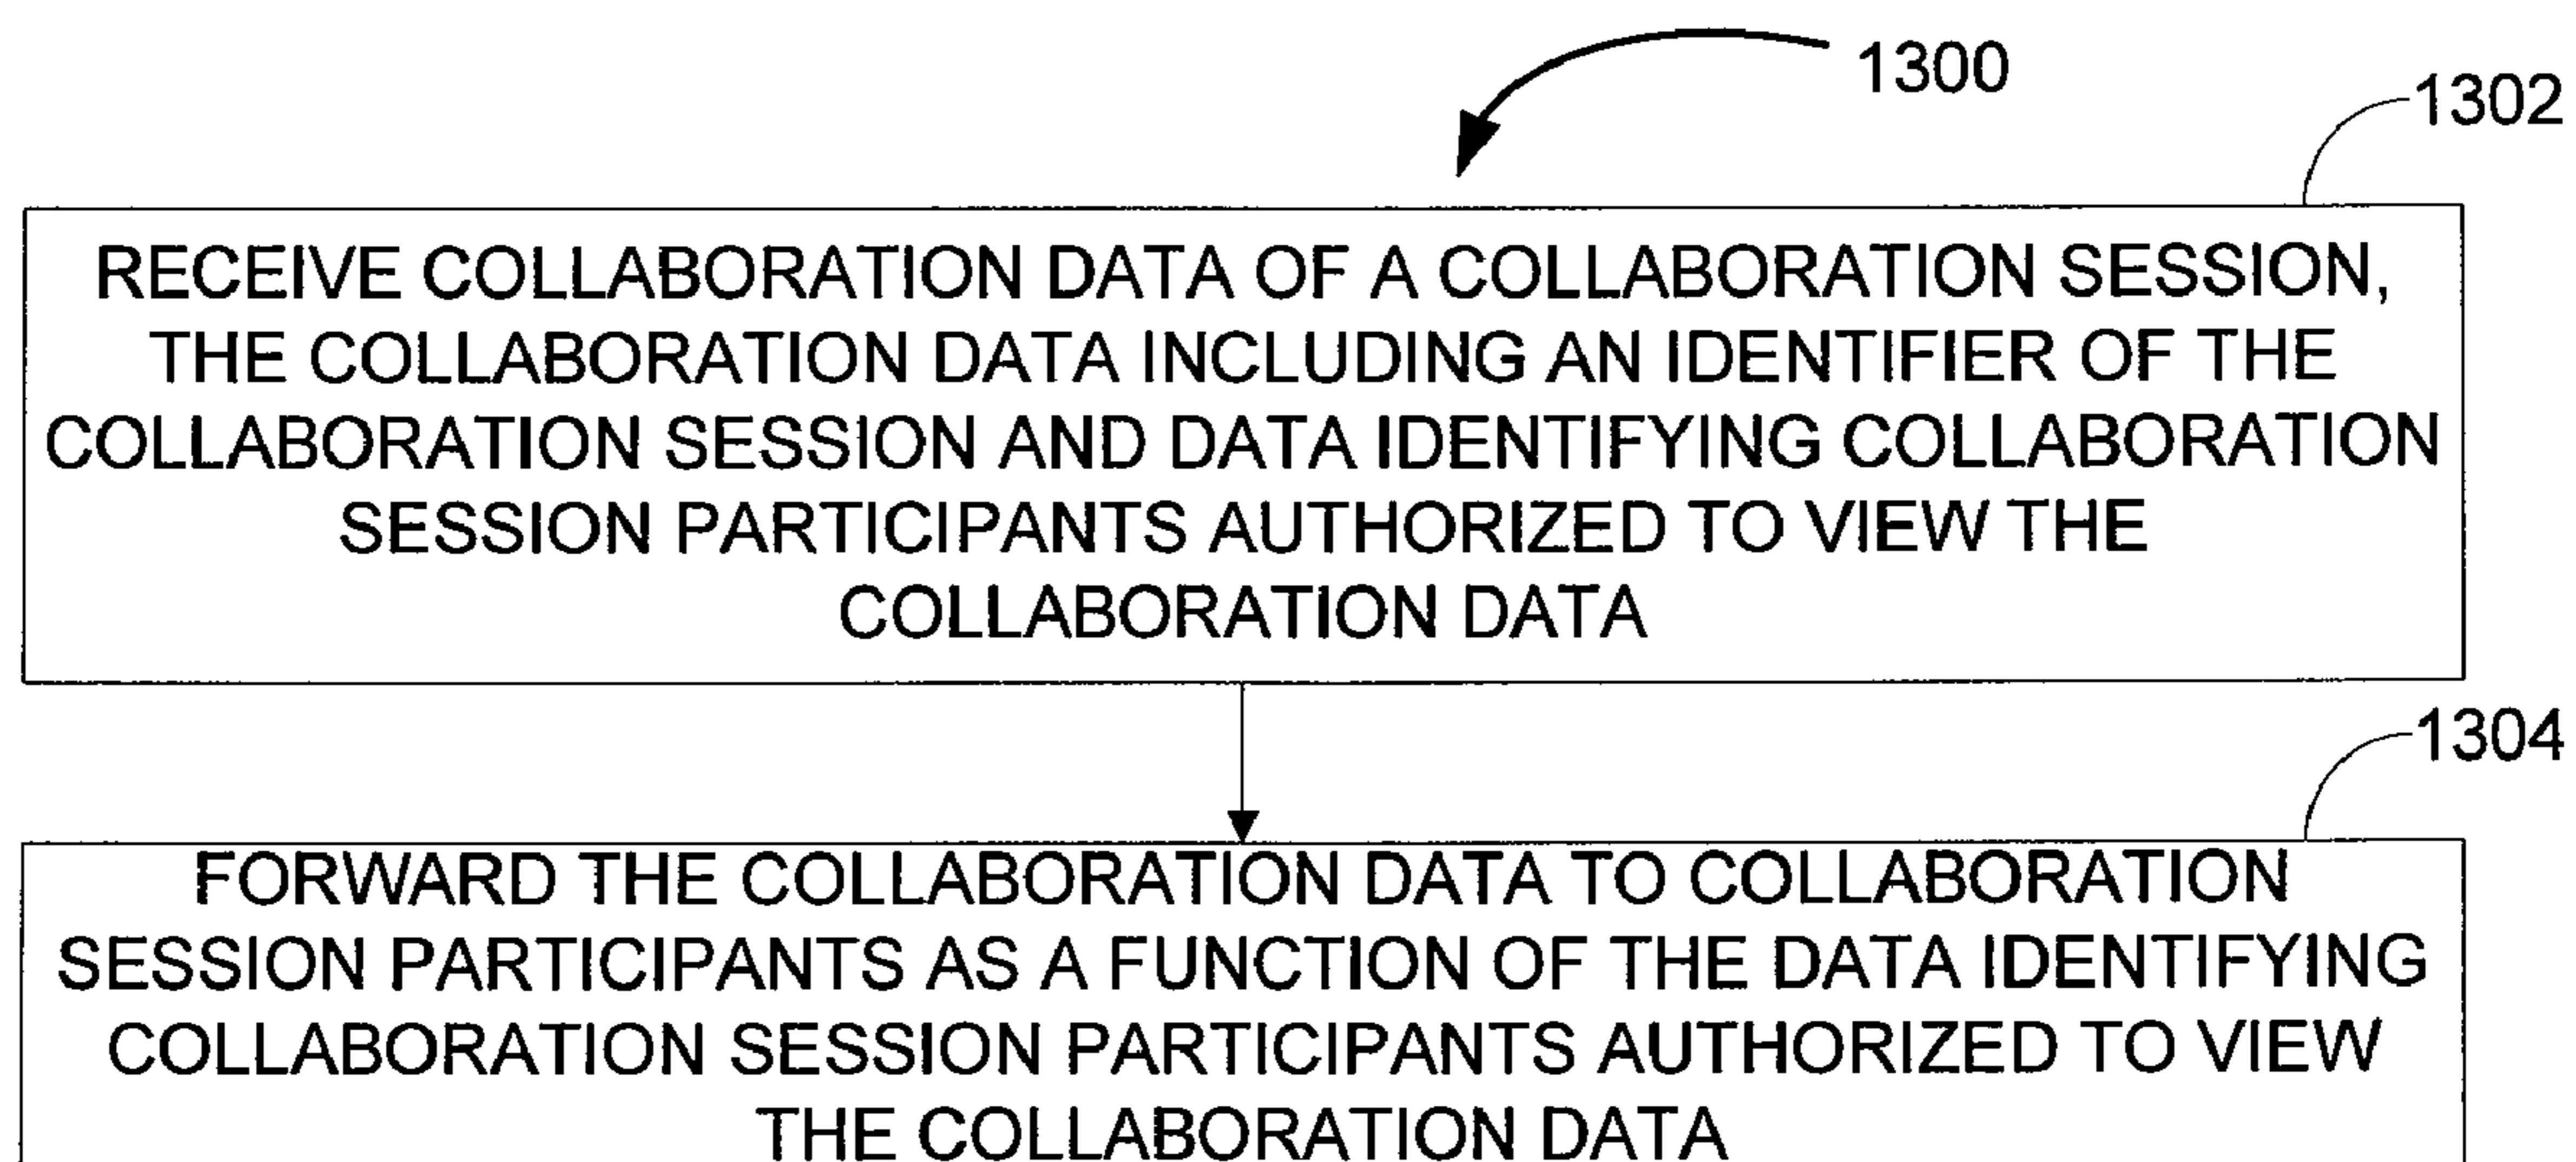 1300
1302
RECEIVE COLLABORATION DATA OF A COLLABORATION SESSION,
THE COLLABORATION DATA INCLUDING AN IDENTIFIER OF THE
COLLABORATION SESSION AND DATA IDENTIFYING COLLABORATION
SESSION PARTICIPANTS AUTHORIZED TO VIEW THE
COLLABORATION DATA
1304
FORWARD THE COLLABORATION DATA TO COLLABORATION
SESSION PARTICIPANTS AS A FUNCTION OF THE DATA IDENTIFYING
COLLABORATION SESSION PARTICIPANTS AUTHORIZED TO VIEW
THE COLLABORATION DATA